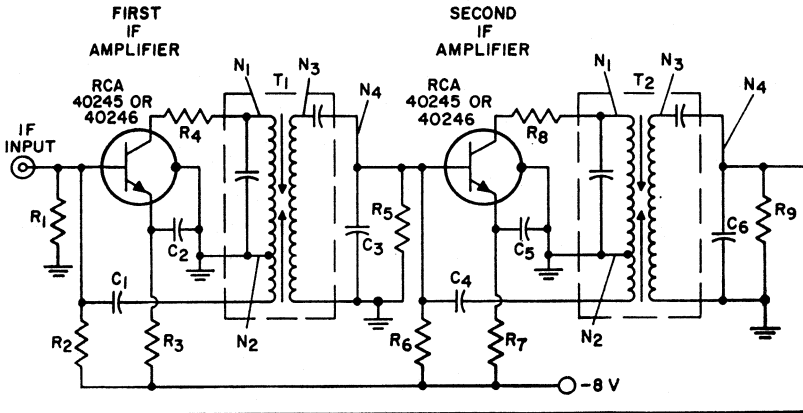 FIRST
IF
AMPLIFIER
SECOND
IF
AMPLIFIER
RCA
40245 OR
40246
N1
T1
N3
N4
RCA
40245 OR
40246
N1
T2
N3
N4
IF
INPUT
R4
R8
R1
C2
R5
C3
C5
C6
R9
C1
N2
C4
N2
R2
R3
R6
R7
-8 V